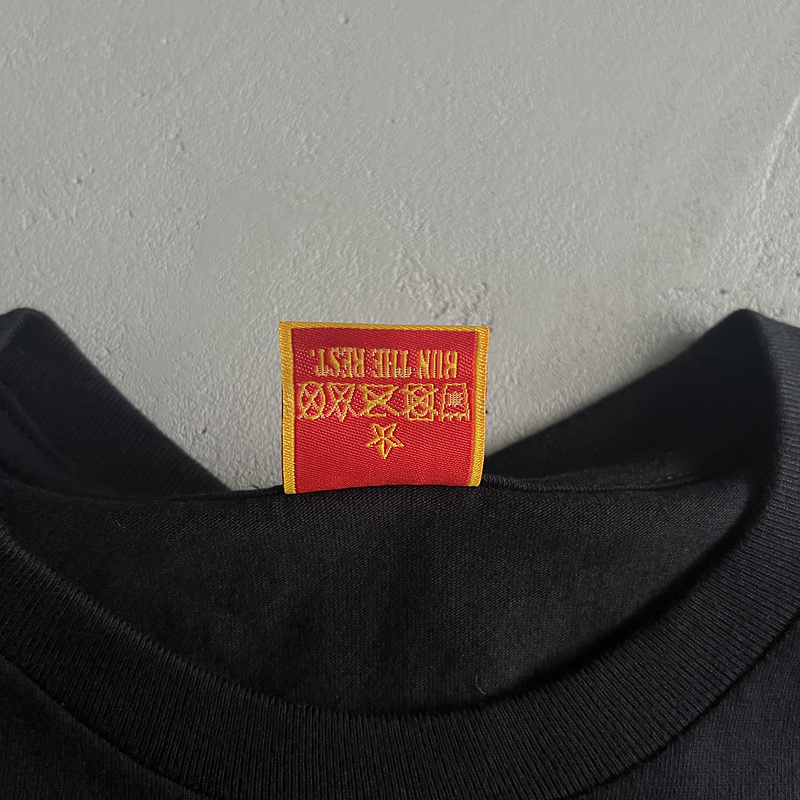 RUN THE REST.